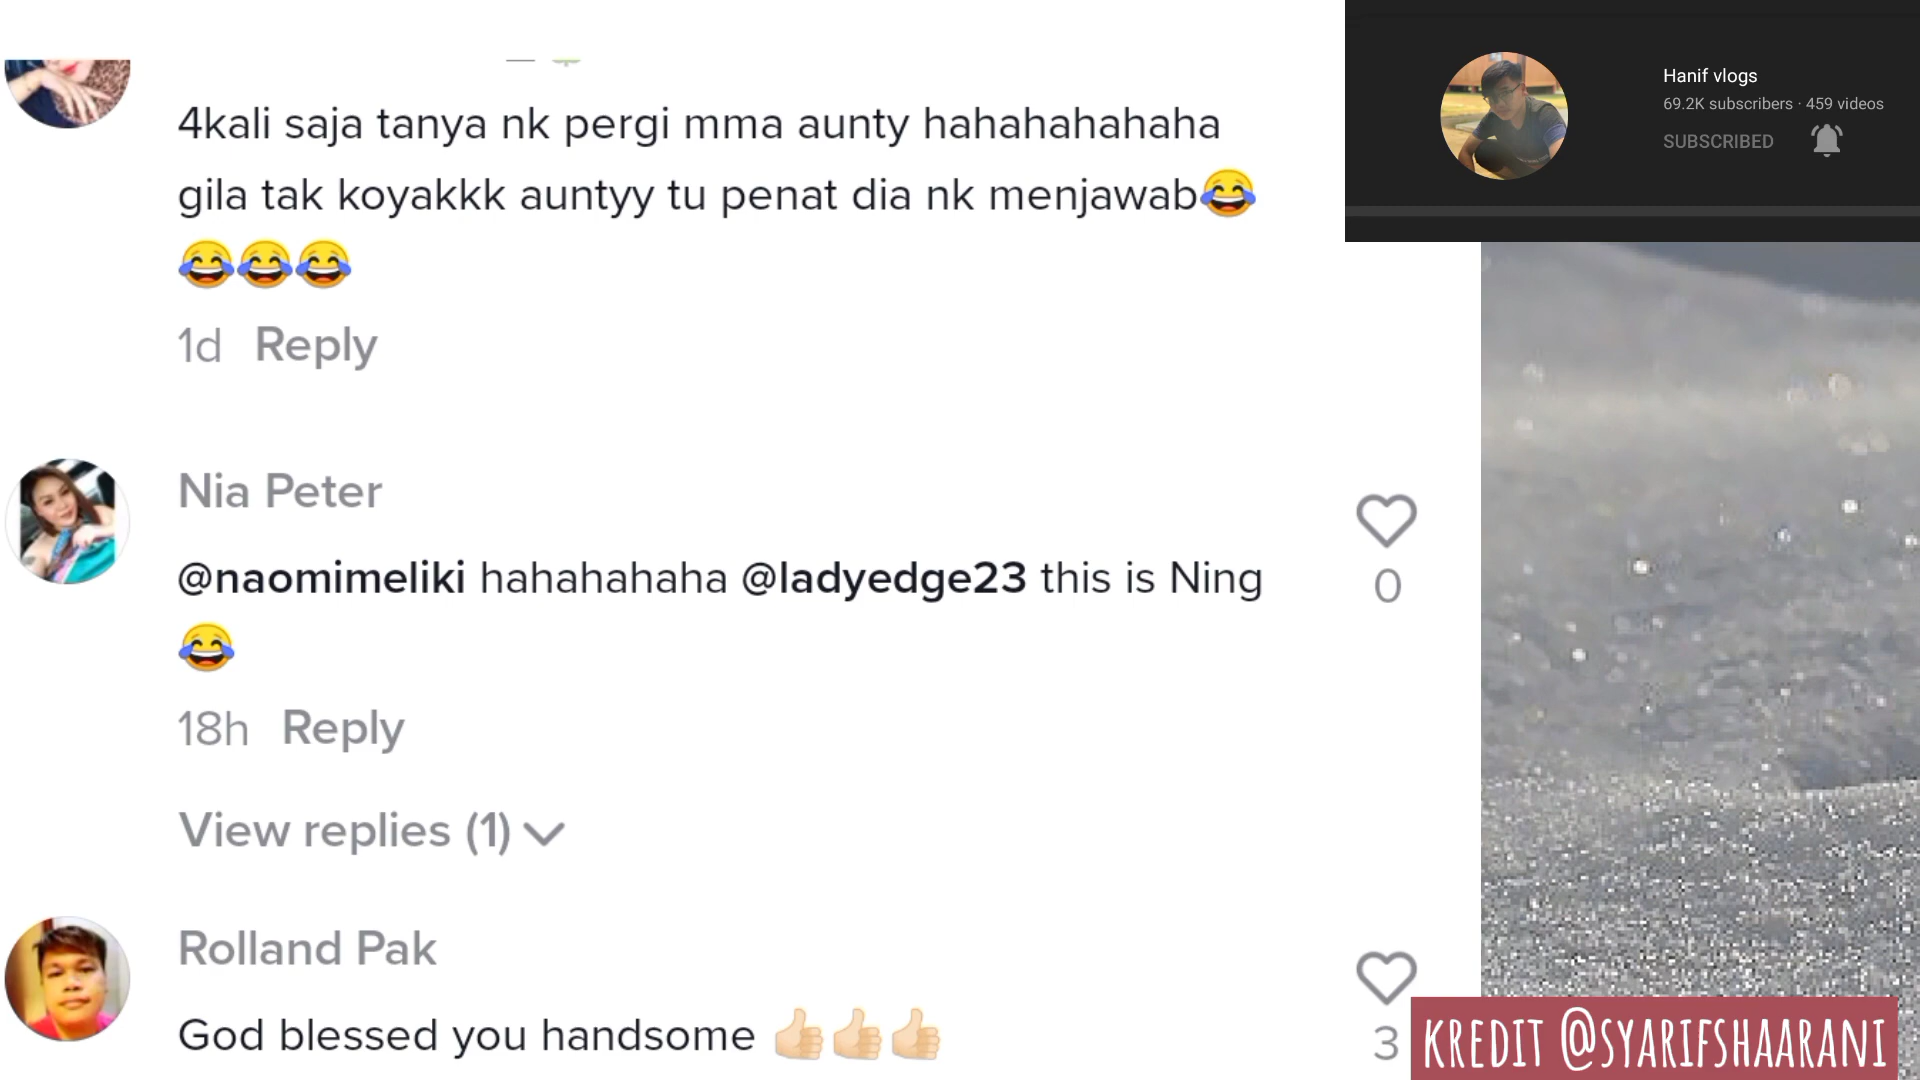 4kali saja tanya nk pergi mma aunty hahahahahaha
gila tak koyakkk auntyy tu penat dia nk menjawab😂
😂😂😂
1d Reply
Nia Peter
@naomimeliki hahahahaha @ladyedge23 this is Ning
😂
0
18h Reply
View replies (1)
Rolland Pak
God blessed you handsome 👍🏻👍🏻👍🏻
3
Hanif vlogs
69.2K subscribers · 459 videos
SUBSCRIBED
KREDIT @SYARIFSHAARANI